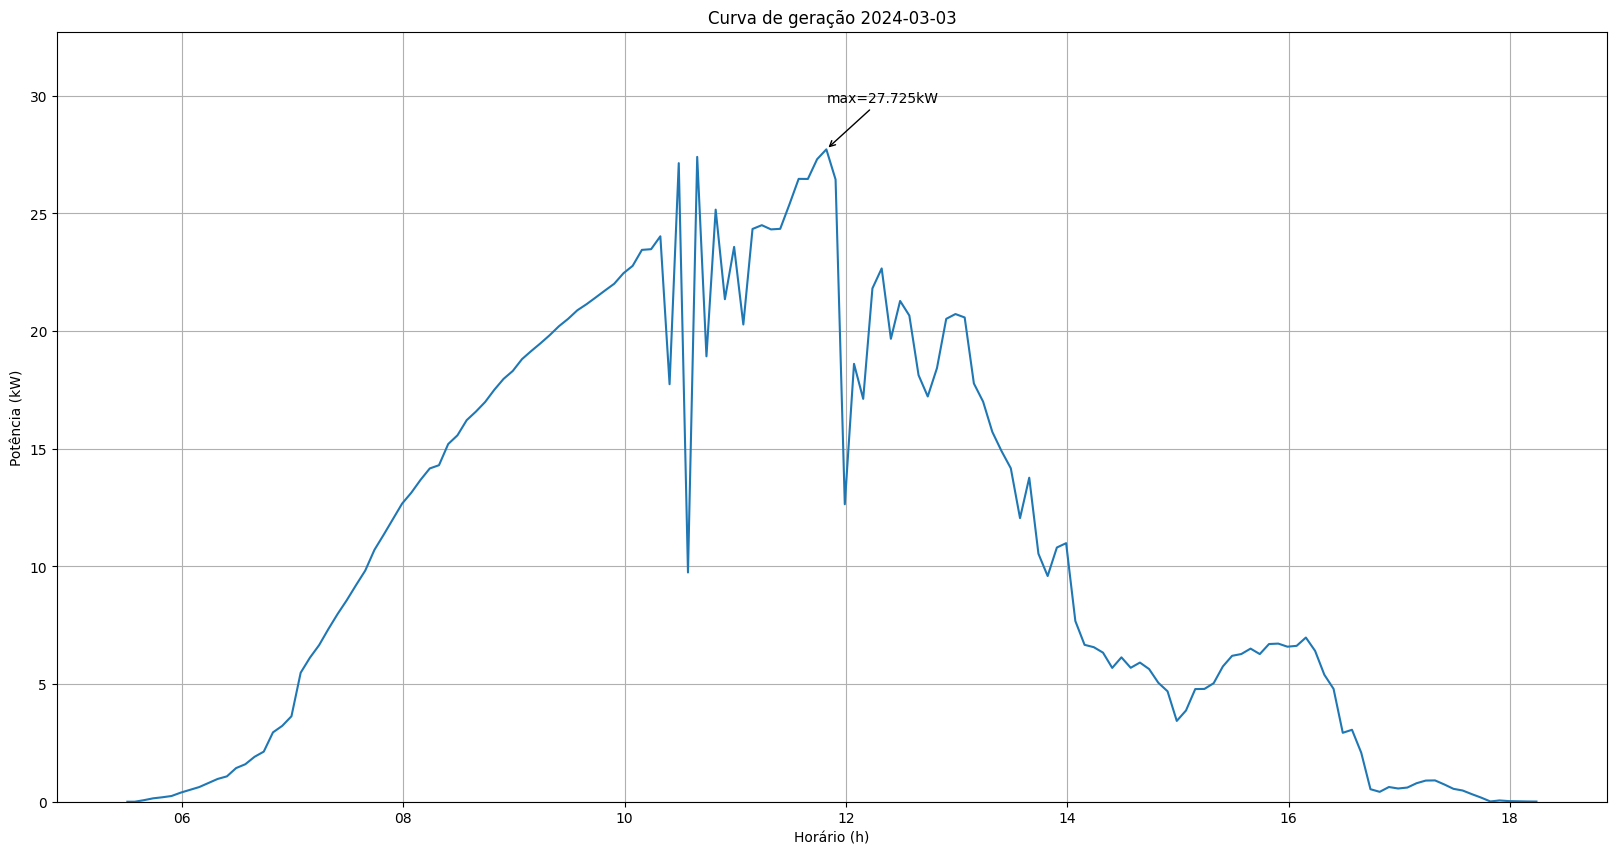 Curva de geração 2024-03-03
max=27.725kW
30
25
20
15
10
5
0
Potência (kW)
06 08 10 12 14 16 18
Horário (h)